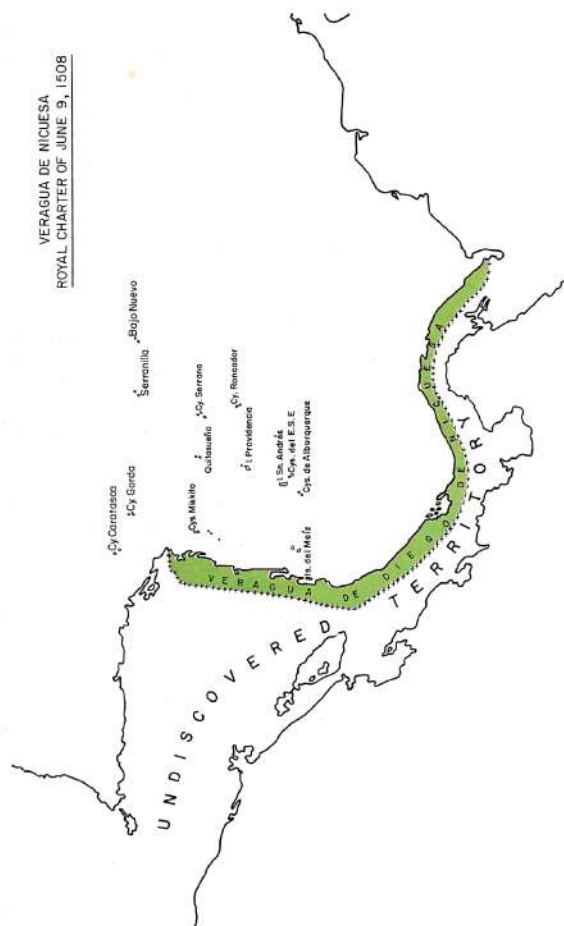 VERAGUA DE NICUESA
ROYAL CHARTER OF JUNE 9, 1508
Bajo Nuevo
Serranilla
Cy. Serrana
Cy. Roncador
Quitasueño
I. Providencia
I. Sn. Andrés
Cys. del E.S.E
Cys. de Alburquerque
Cy. Caratasca
Cy. Gorda
Cys. Miskito
Is. del Maíz
VERAGUA DE DIEGO DE NICUESA
UNDISCOVERED TERRITORY